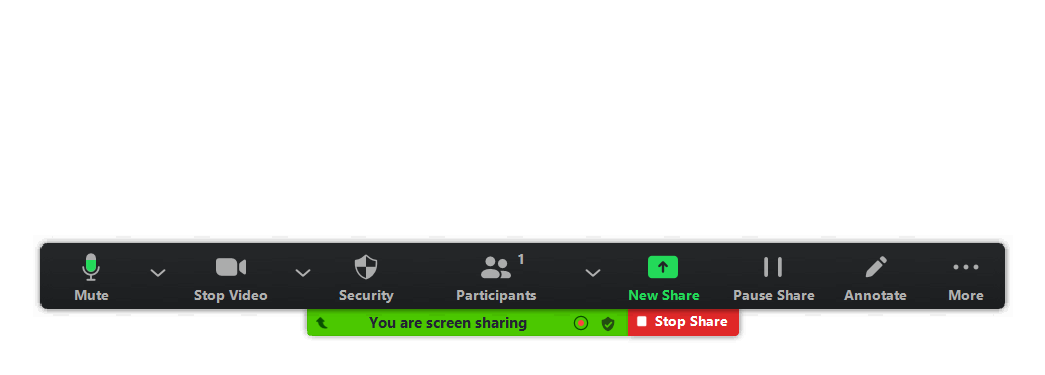 1
Mute Stop Video Security Participants New Share Pause Share Annotate More
You are screen sharing Stop Share